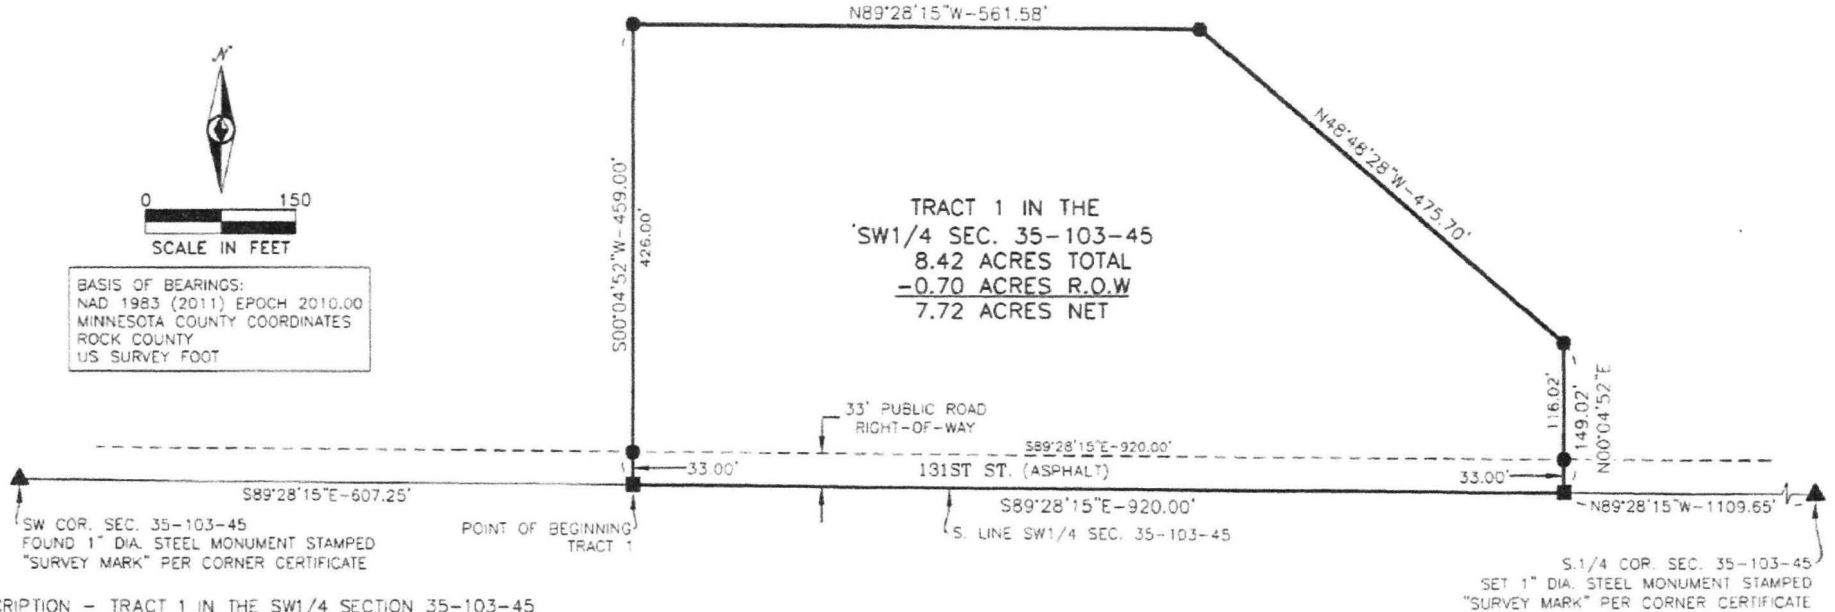 N89°28'15"W-561.58'
N
0 150
SCALE IN FEET
BASIS OF BEARINGS:
NAD 1983 (2011) EPOCH 2010.00
MINNESOTA COUNTY COORDINATES
ROCK COUNTY
US SURVEY FOOT
S00°04'52"W-459.00'
426.00'
TRACT 1 IN THE
SW1/4 SEC. 35-103-45
8.42 ACRES TOTAL
-0.70 ACRES R.O.W
7.72 ACRES NET
N48°48'28"W-475.70'
116.02'
149.02'
N00°04'52"E
33' PUBLIC ROAD
RIGHT-OF-WAY
S89°28'15"E-920.00'
33.00'
131ST ST. (ASPHALT)
33.00'
S89°28'15"E-607.25'
S89°28'15"E-920.00'
N89°28'15"W-1109.65'
SW COR. SEC. 35-103-45
FOUND 1" DIA. STEEL MONUMENT STAMPED
"SURVEY MARK" PER CORNER CERTIFICATE
POINT OF BEGINNING
TRACT 1
S. LINE SW1/4 SEC. 35-103-45
S.1/4 COR. SEC. 35-103-45
SET 1" DIA. STEEL MONUMENT STAMPED
"SURVEY MARK" PER CORNER CERTIFICATE
CRIPTION - TRACT 1 IN THE SW1/4 SECTION 35-103-45